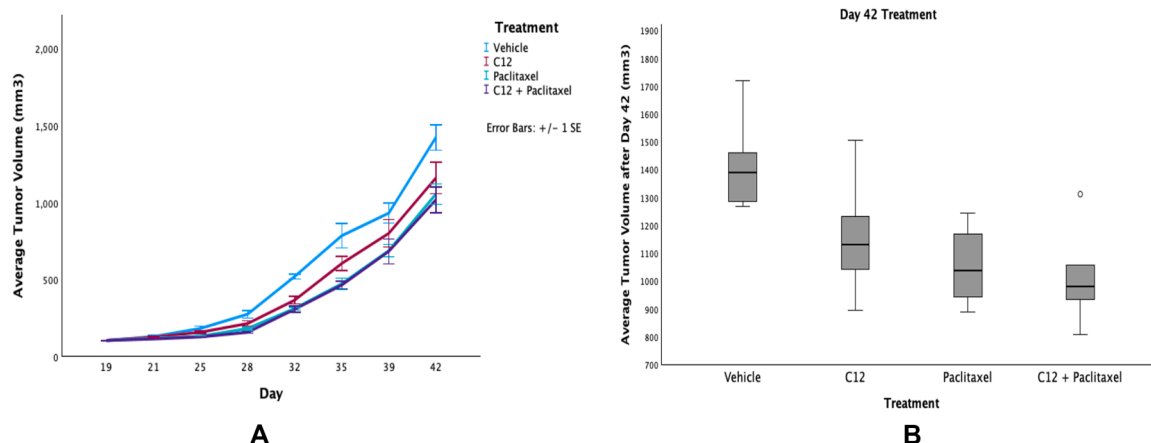 Average Tumor Volume (mm3)
2,000
1,500
1,000
500
0
19 21 25 28 32 35 39 42
Day
Treatment
Vehicle
C12
Paclitaxel
C12 + Paclitaxel
Error Bars: +/- 1 SE
A
Day 42 Treatment
Average Tumor Volume after Day 42 (mm3)
1900
1800
1700
1600
1500
1400
1300
1200
1100
1000
900
800
700
Vehicle C12 Paclitaxel C12 + Paclitaxel
Treatment
B